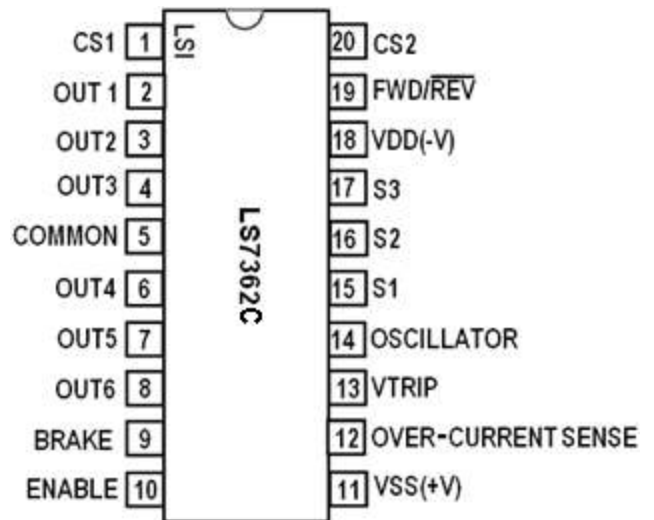 CS1 1 LSI 20 CS2
OUT 1 2 19 FWD/REV
OUT2 3 18 VDD(-V)
OUT3 4 17 S3
COMMON 5 16 S2
LS7362C
OUT4 6 15 S1
OUT5 7 14 OSCILLATOR
OUT6 8 13 VTRIP
BRAKE 9 12 OVER-CURRENT SENSE
ENABLE 10 11 VSS(+V)